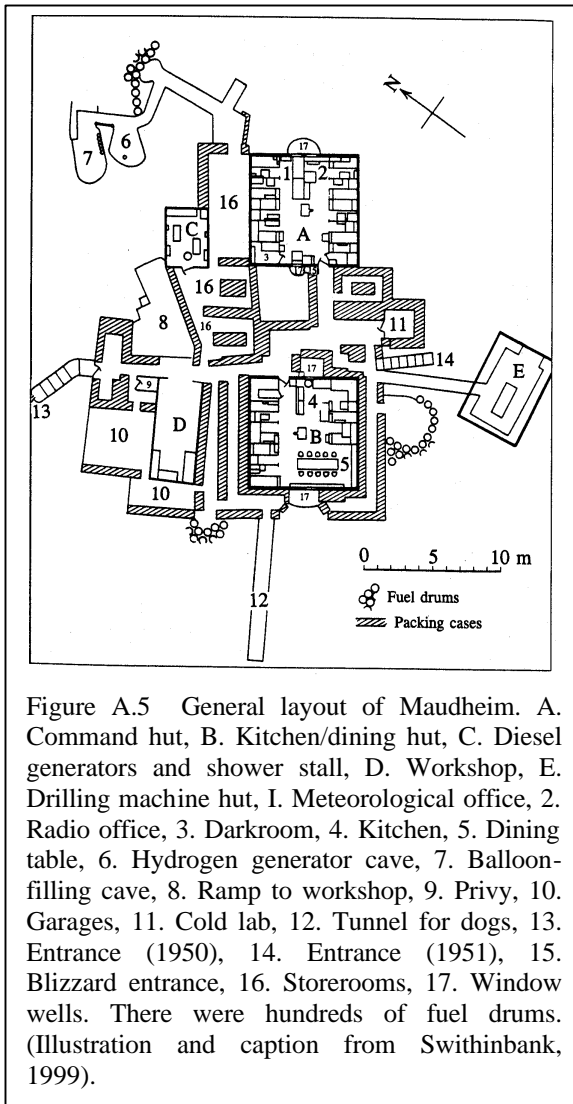 N
17
6
7
1 2
16
C
A
3
17
16
8
16
11
14
17
E
13
9
4
10
D
B
5
10
17
12
0 5 10 m
Fuel drums
Packing cases
Figure A.5 General layout of Maudheim. A.
Command hut, B. Kitchen/dining hut, C. Diesel
generators and shower stall, D. Workshop, E.
Drilling machine hut, I. Meteorological office, 2.
Radio office, 3. Darkroom, 4. Kitchen, 5. Dining
table, 6. Hydrogen generator cave, 7. Balloon-
filling cave, 8. Ramp to workshop, 9. Privy, 10.
Garages, 11. Cold lab, 12. Tunnel for dogs, 13.
Entrance (1950), 14. Entrance (1951), 15.
Blizzard entrance, 16. Storerooms, 17. Window
wells. There were hundreds of fuel drums.
(Illustration and caption from Swithinbank,
1999).